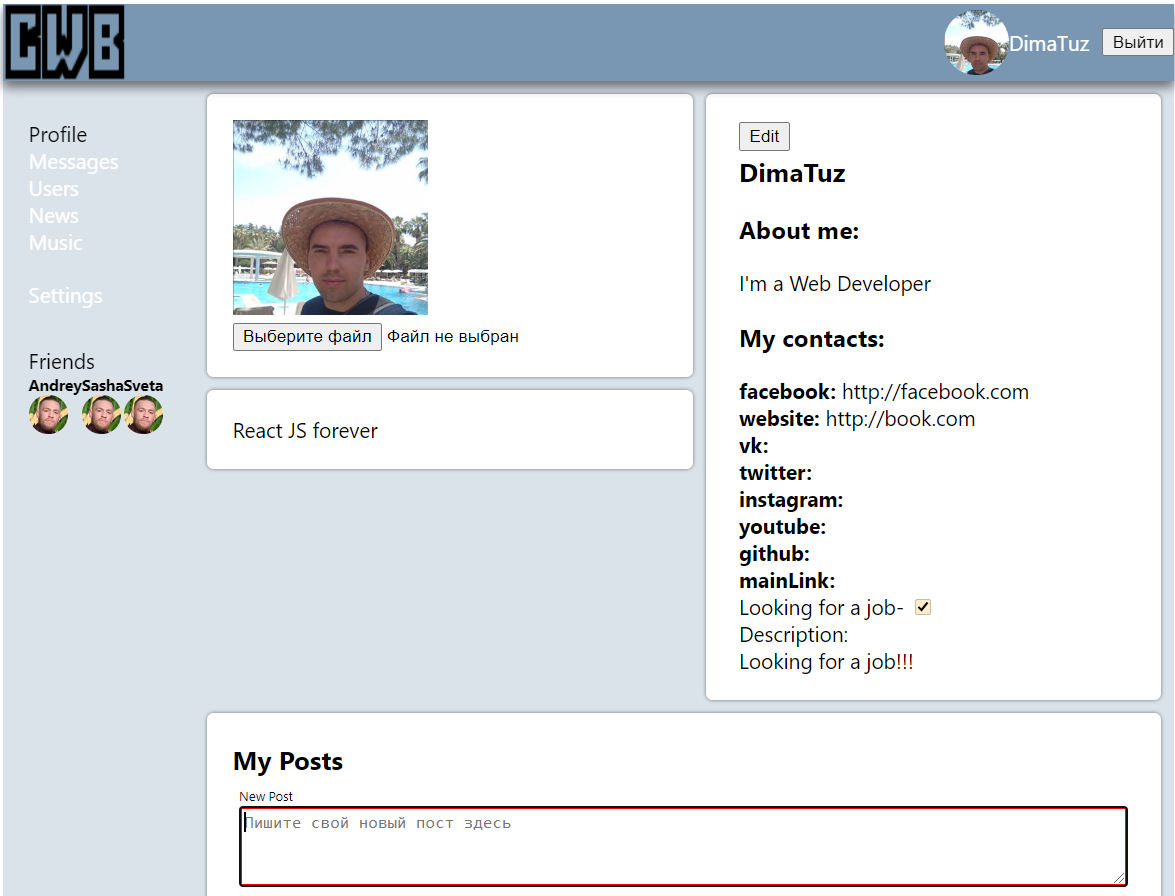 CWB
DimaTuz
Выйти
Profile
Messages
Users
News
Music
Settings
Friends
AndreySashaSveta
Выберите файл Файл не выбран
React JS forever
Edit
DimaTuz
About me:
I'm a Web Developer
My contacts:
facebook: http://facebook.com
website: http://book.com
vk:
twitter:
instagram:
youtube:
github:
mainLink:
Looking for a job-
Description:
Looking for a job!!!
My Posts
New Post
Пишите свой новый пост здесь